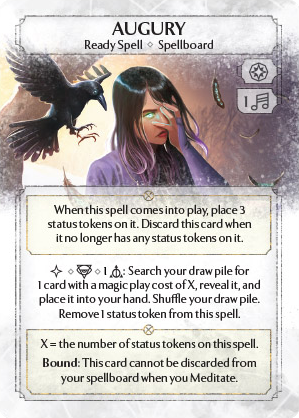 AUGURY
Ready Spell ⋄ Spellboard
1
When this spell comes into play, place 3
status tokens on it. Discard this card when
it no longer has any status tokens on it.
⋄ ⋄ 1 : Search your draw pile for
1 card with a magic play cost of X, reveal it, and
place it into your hand. Shuffle your draw pile.
Remove 1 status token from this spell.
X = the number of status tokens on this spell.
Bound: This card cannot be discarded from
your spellboard when you Meditate.